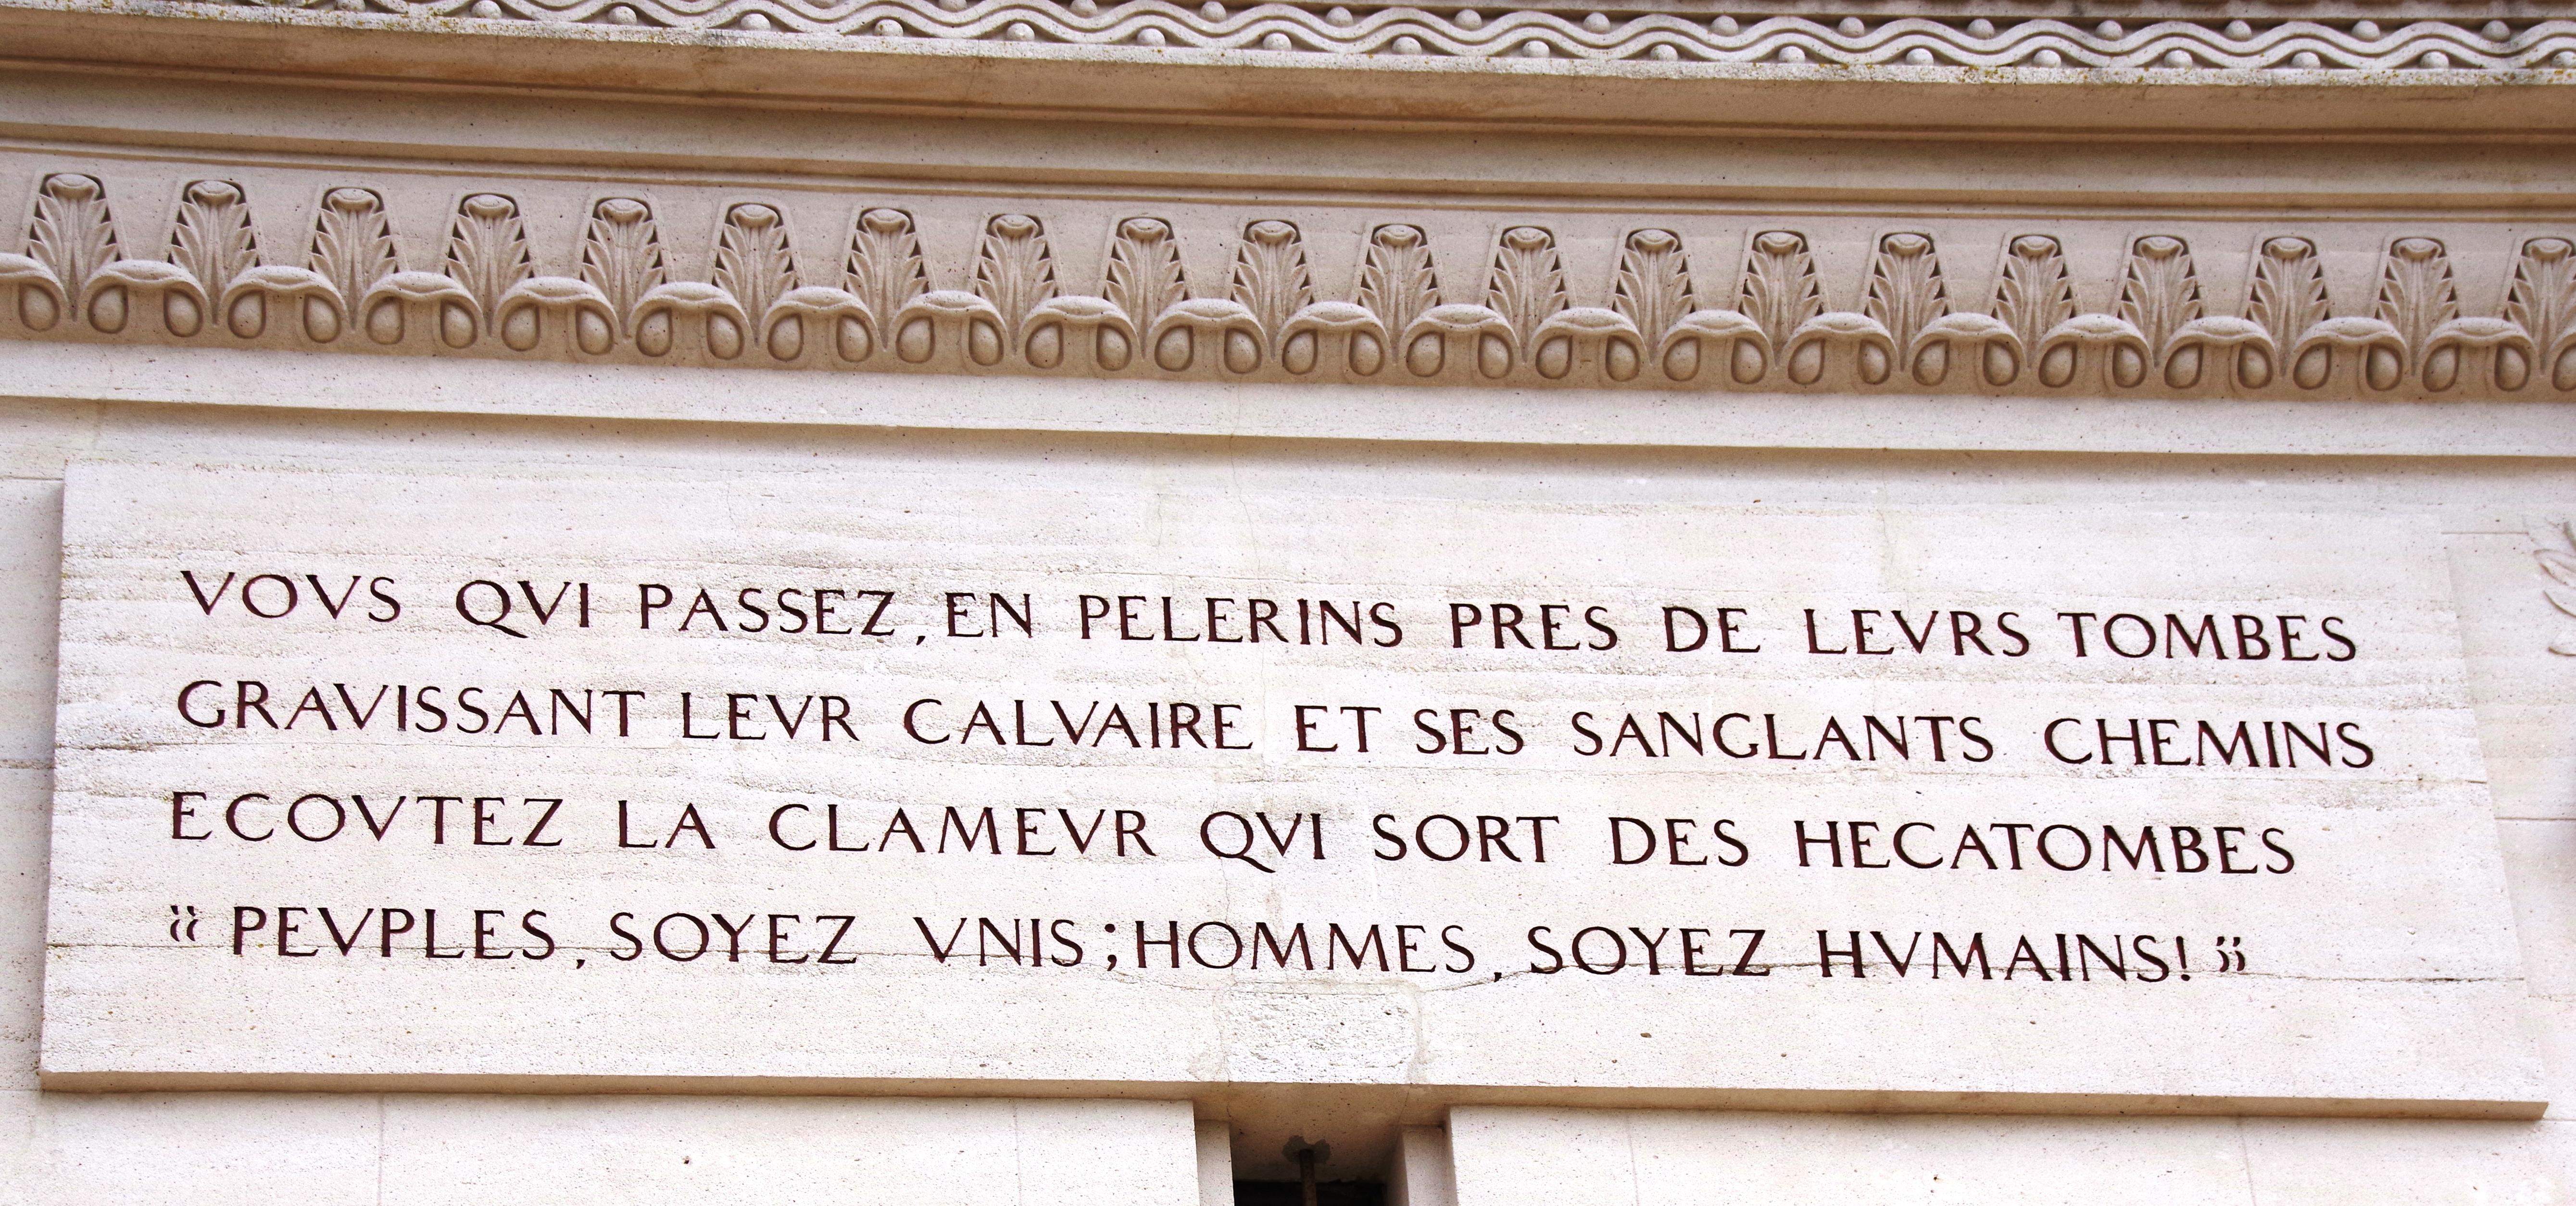 VOVS QVI PASSEZ, EN PELERINS PRES DE LEVRS TOMBES
GRAVISSANT LEVR CALVAIRE ET SES SANGLANTS CHEMINS
ECOVTEZ LA CLAMEVR QVI SORT DES HECATOMBES
“PEVPLES, SOYEZ VNIS; HOMMES, SOYEZ HVMAINS!”